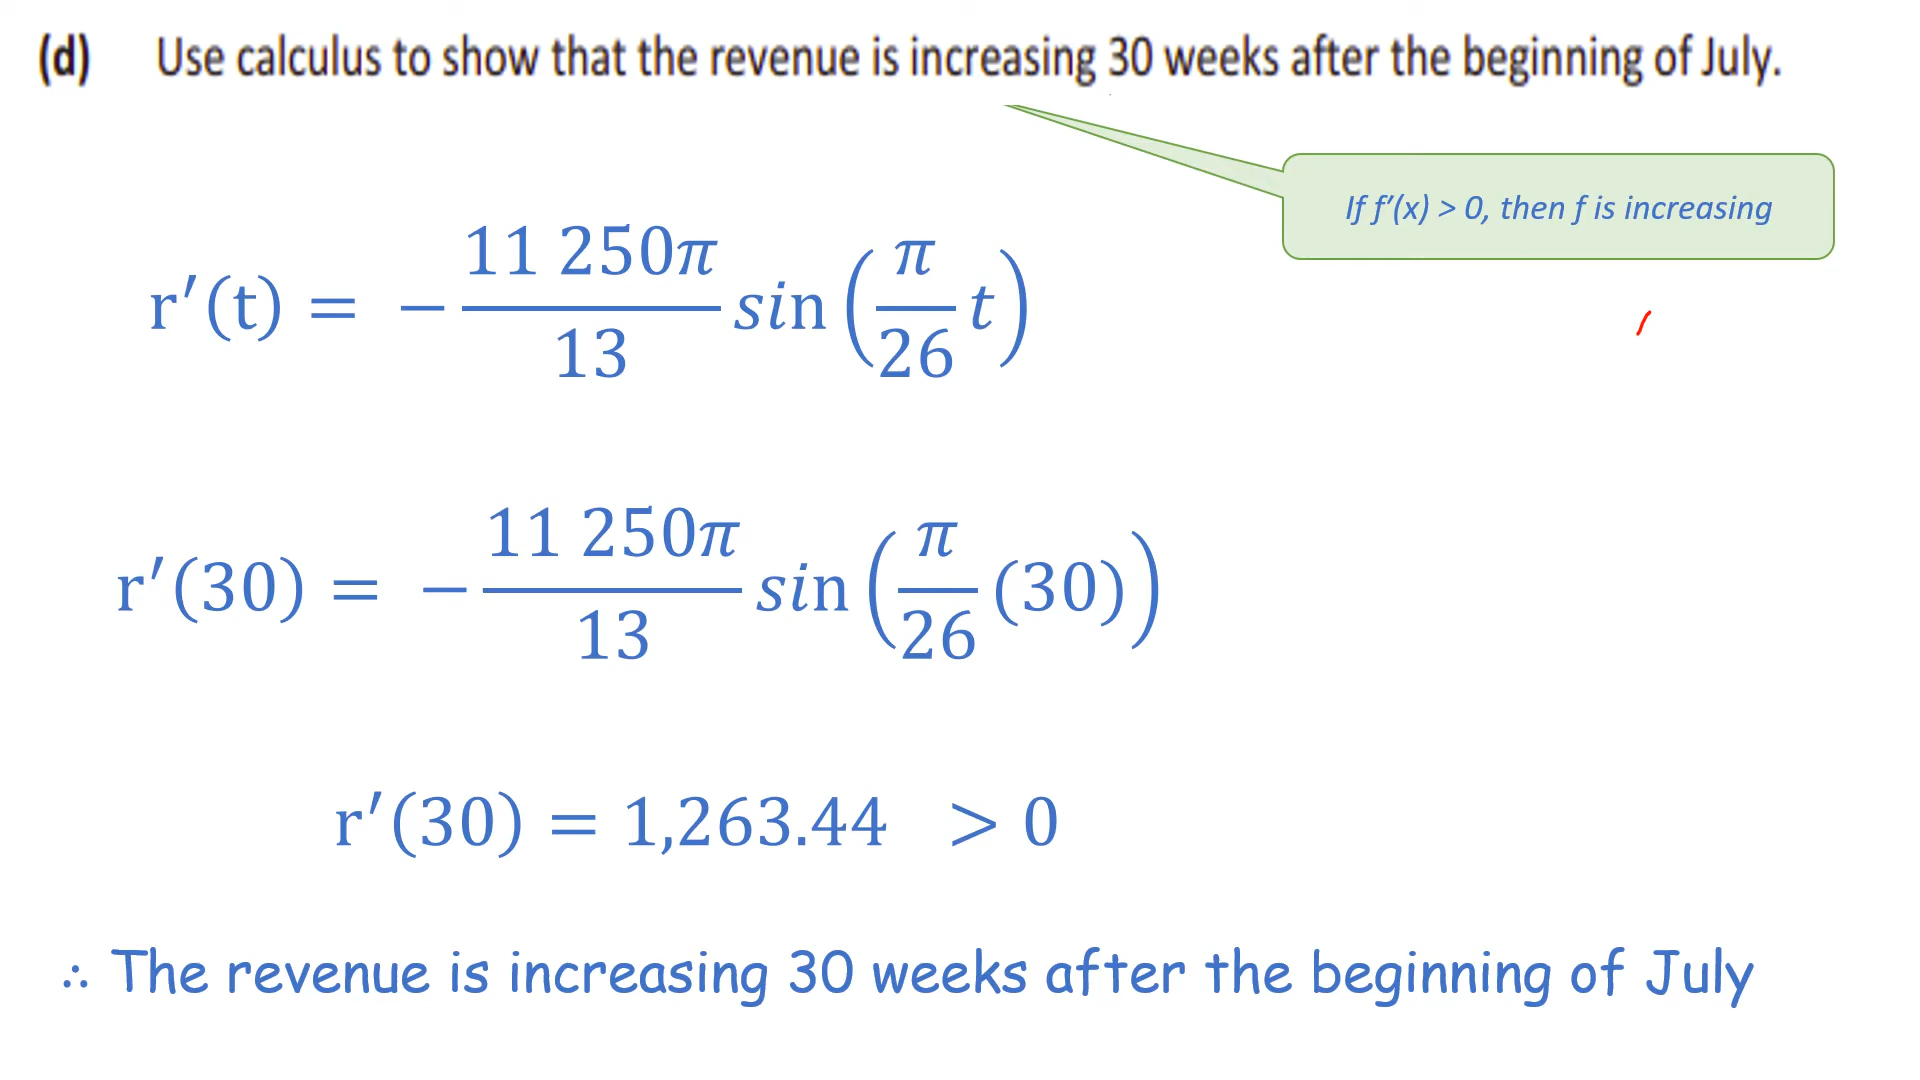 (d) Use calculus to show that the revenue is increasing 30 weeks after the beginning of July.
If f’(x) > 0, then f is increasing
r′(t) = − 11 250π/13 sin(π/26 t)
r′(30) = − 11 250π/13 sin(π/26 (30))
r′(30) = 1,263.44 > 0
∴ The revenue is increasing 30 weeks after the beginning of July